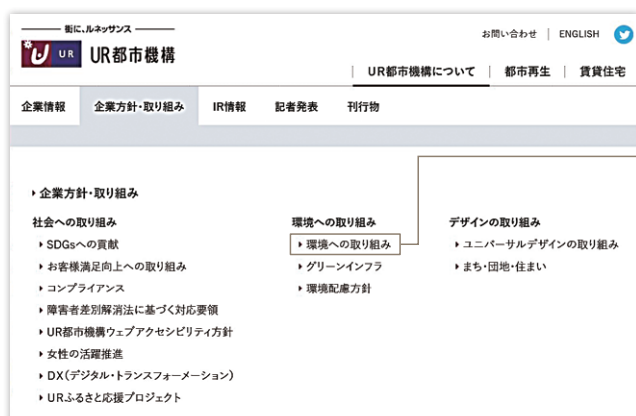 街に、ルネッサンス
お問い合わせ ENGLISH
UR UR都市機構
UR都市機構について 都市再生 賃貸住宅
企業情報 企業方針・取り組み IR情報 記者発表 刊行物
企業方針・取り組み
社会への取り組み
SDGsへの貢献
お客様満足向上への取り組み
コンプライアンス
障害者差別解消法に基づく対応要領
UR都市機構ウェブアクセシビリティ方針
女性の活躍推進
DX(デジタル・トランスフォーメーション)
URふるさと応援プロジェクト
環境への取り組み
環境への取り組み
グリーンインフラ
環境配慮方針
デザインの取り組み
ユニバーサルデザインの取り組み
まち・団地・住まい